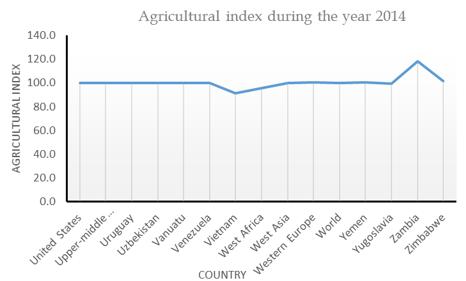 Agricultural index during the year 2014
AGRICULTURAL INDEX
140.0
120.0
100.0
80.0
60.0
40.0
20.0
0.0
United States
Upper-middle...
Uruguay
Uzbekistan
Vanuatu
Venezuela
Vietnam
West Africa
West Asia
Western Europe
World
Yemen
Yugoslavia
Zambia
Zimbabwe
COUNTRY